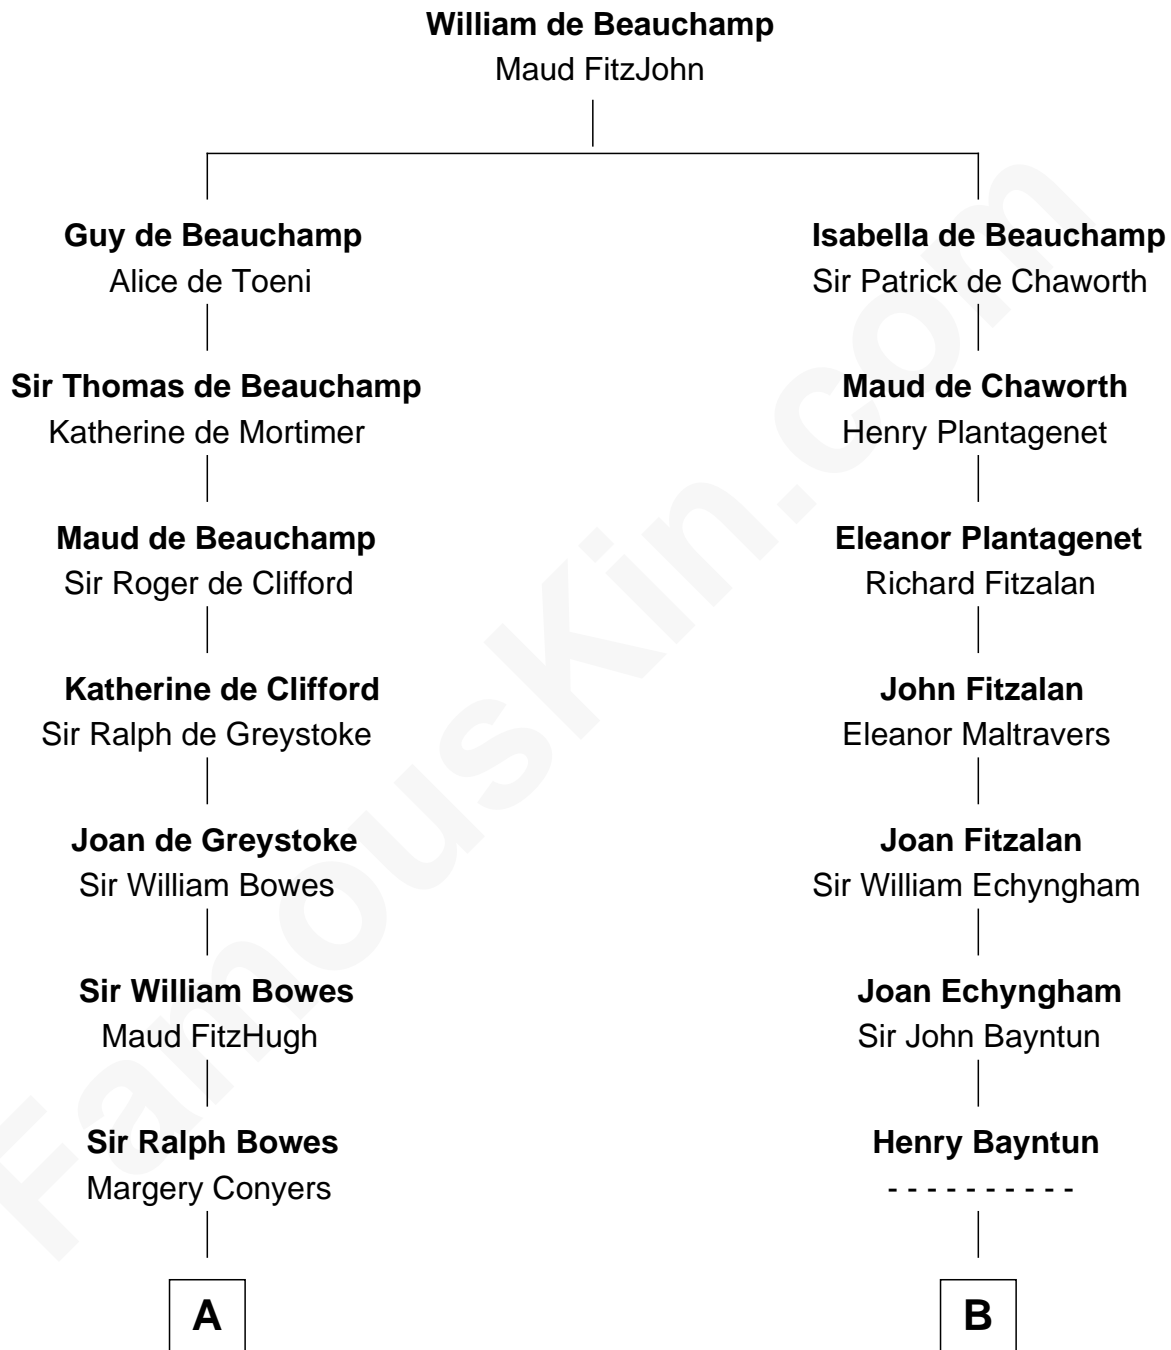 William de Beauchamp
Maud FitzJohn
Guy de Beauchamp
Alice de Toeni
Isabella de Beauchamp
Sir Patrick de Chaworth
Sir Thomas de Beauchamp
Katherine de Mortimer
Maud de Chaworth
Henry Plantagenet
Maud de Beauchamp
Sir Roger de Clifford
Eleanor Plantagenet
Richard Fitzalan
Katherine de Clifford
Sir Ralph de Greystoke
John Fitzalan
Eleanor Maltravers
Joan de Greystoke
Sir William Bowes
Joan Fitzalan
Sir William Echyngham
Sir William Bowes
Maud FitzHugh
Joan Echyngham
Sir John Bayntun
Sir Ralph Bowes
Margery Conyers
Henry Bayntun
- - - - - - - - - -
A
B
FamousKin.com